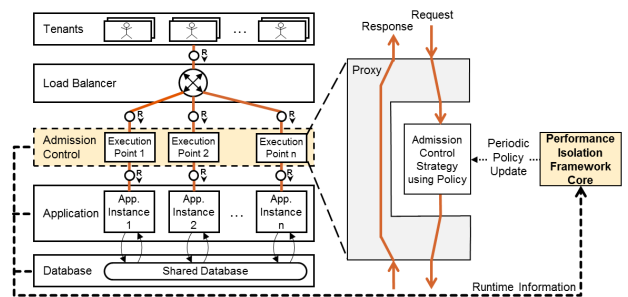 Tenants
...
R
Load Balancer
R
R
R
Admission
Control
Execution
Point 1
Execution
Point 2
Execution
Point n
R
R
R
Application
App.
Instance
1
App.
Instance
2
...
App.
Instance
n
Database
Shared Database
Response
Request
Proxy
Admission
Control
Strategy
using Policy
Periodic
Policy
Update
Performance
Isolation
Framework
Core
Runtime Information